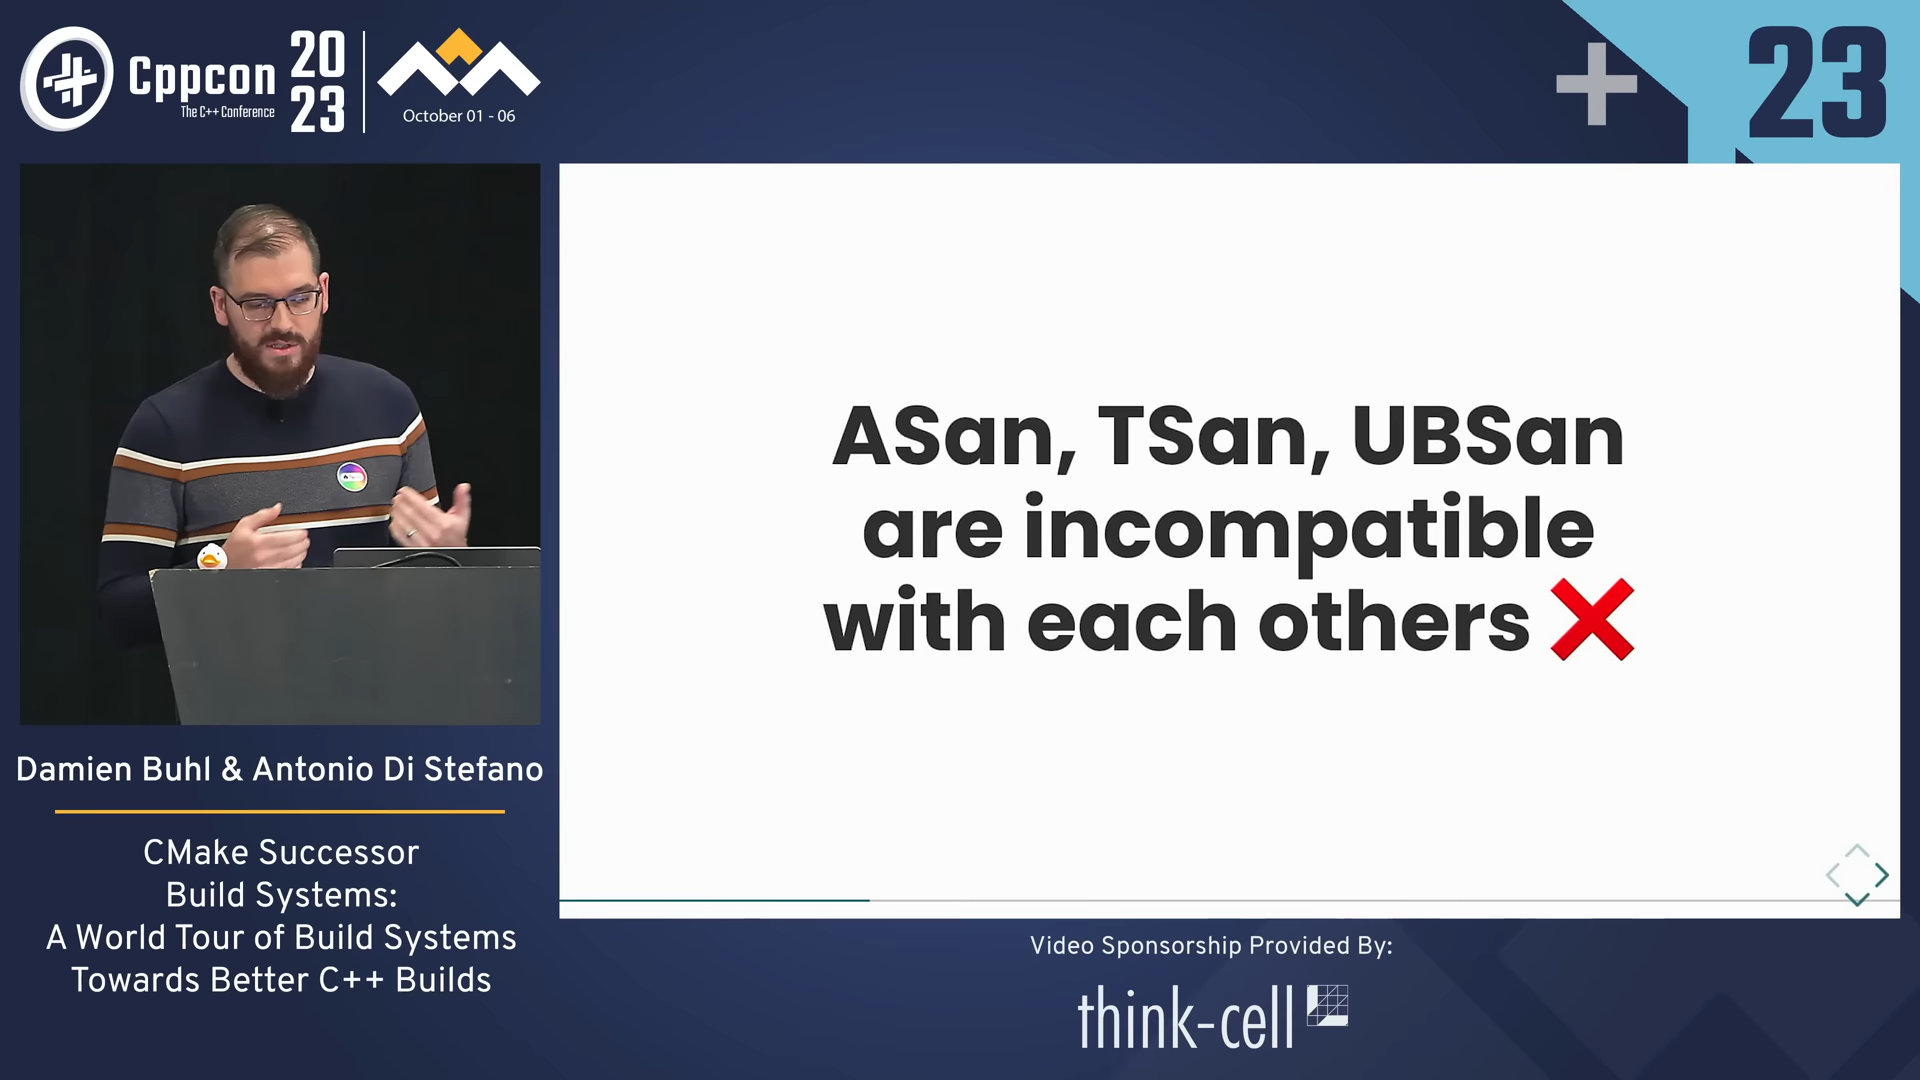 Cppcon
The C++ Conference
20
23
October 01 - 06
23
ASan, TSan, UBSan
are incompatible
with each others
Damien Buhl & Antonio Di Stefano
CMake Successor
Build Systems:
A World Tour of Build Systems
Towards Better C++ Builds
Video Sponsorship Provided By:
think-cell